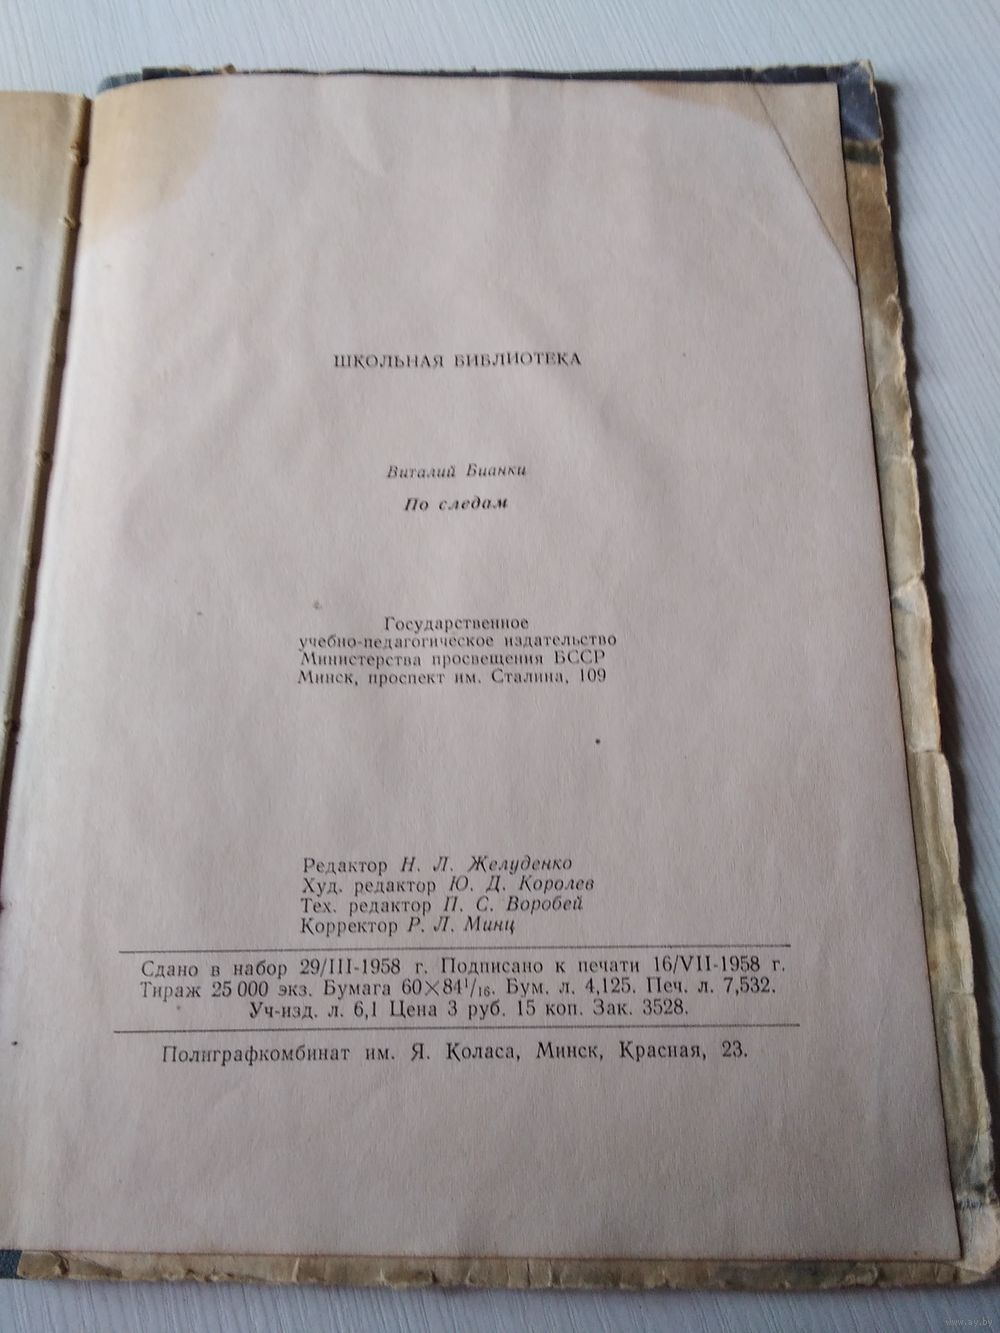 ШКОЛЬНАЯ БИБЛИОТЕКА
Виталий Бианки
По следам
Государственное
учебно-педагогическое издательство
Министерства просвещения БССР
Минск, проспект им. Сталина, 109
Редактор Н. Л. Желуденко
Худ. редактор Ю. Д. Королев
Тех. редактор П. С. Воробей
Корректор Р. Л. Минц
Сдано в набор 29/III-1958 г. Подписано к печати 16/VII-1958 г.
Тираж 25 000 экз. Бумага 60×84¹/₁₆. Бум. л. 4,125. Печ. л. 7,532.
Уч-изд. л. 6,1 Цена 3 руб. 15 коп. Зак. 3528.
Полиграфкомбинат им. Я. Коласа, Минск, Красная, 23.
www.ay.by